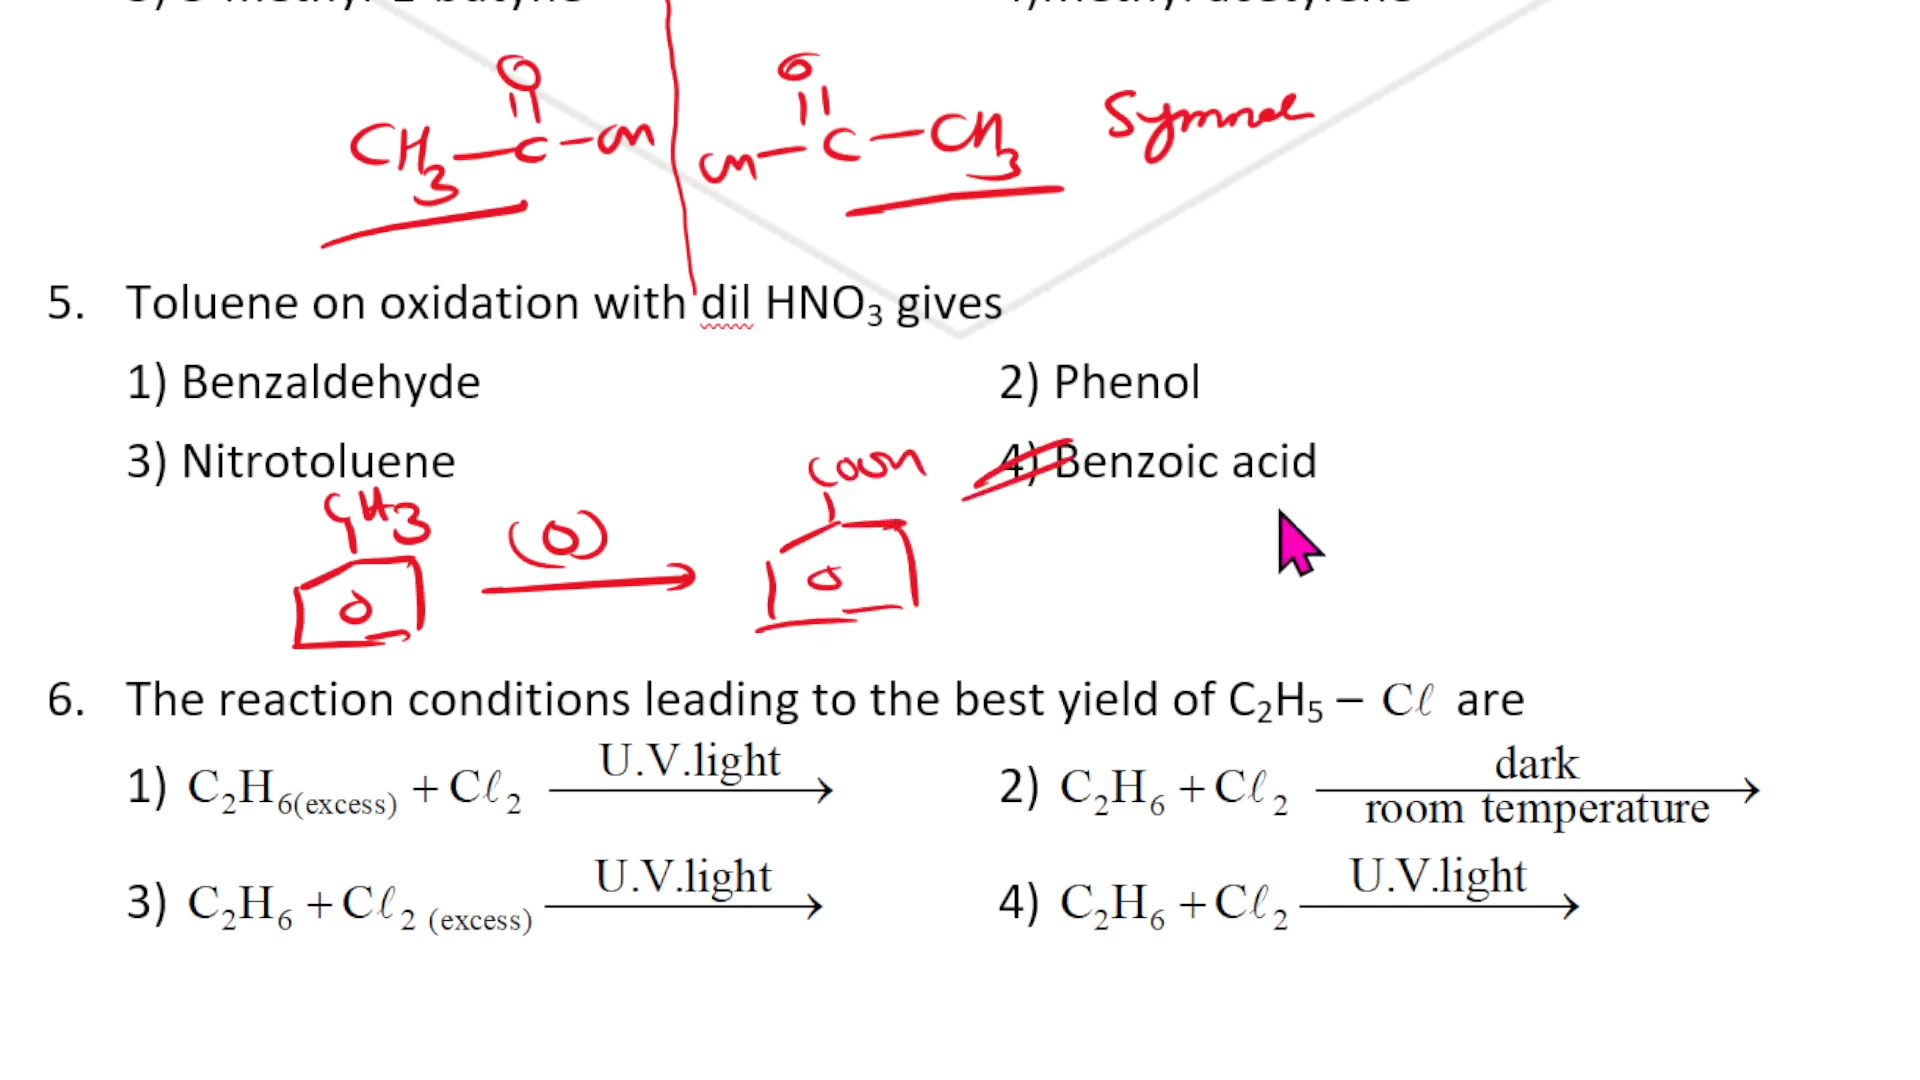 CH3 – C – OH OH – C – CH3 Symme
O O
5. Toluene on oxidation with dil HNO₃ gives
1) Benzaldehyde 2) Phenol
3) Nitrotoluene 4) Benzoic acid
CH3 (O) COOH
6. The reaction conditions leading to the best yield of C₂H₅ – Cℓ are
1) C₂H₆(excess) + Cℓ₂ U.V.light → 2) C₂H₆ + Cℓ₂ dark room temperature →
3) C₂H₆ + Cℓ₂ (excess) U.V.light → 4) C₂H₆ + Cℓ₂ U.V.light →